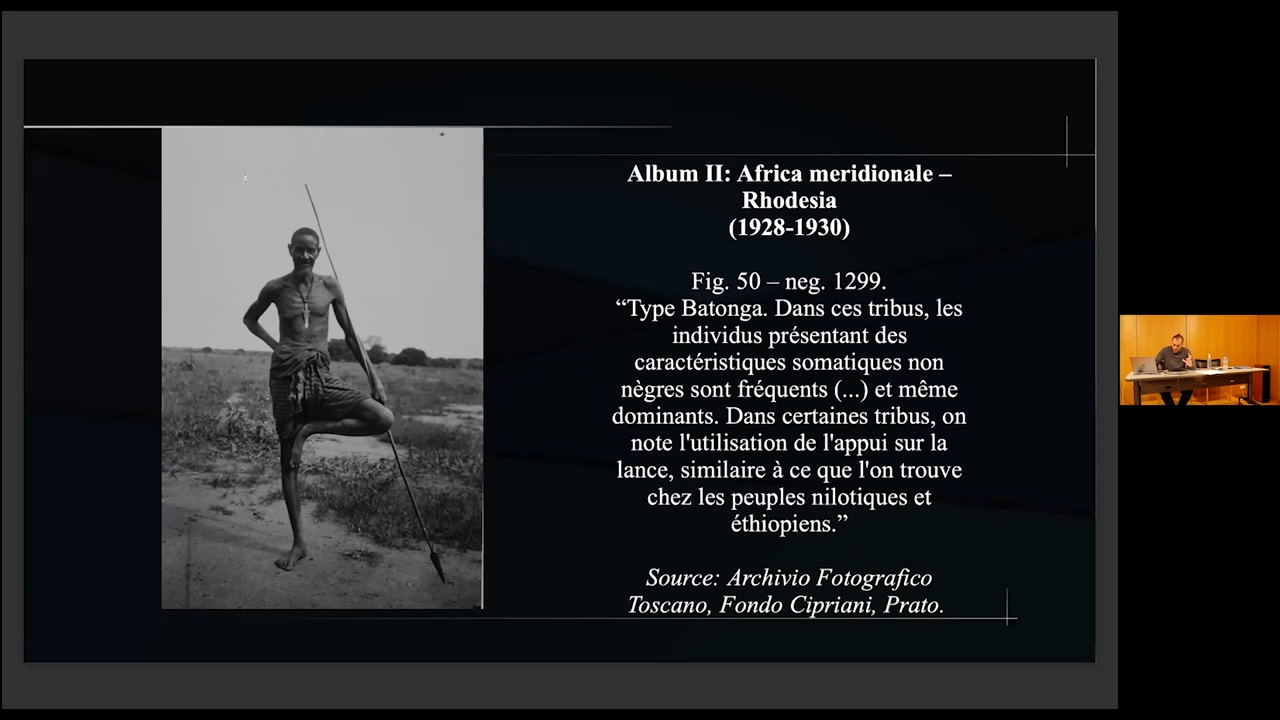 Album II: Africa meridionale –
Rhodesia
(1928-1930)
Fig. 50 – neg. 1299.
“Type Batonga. Dans ces tribus, les
individus présentant des
caractéristiques somatiques non
nègres sont fréquents (...) et même
dominants. Dans certaines tribus, on
note l'utilisation de l'appui sur la
lance, similaire à ce que l'on trouve
chez les peuples nilotiques et
éthiopiens.”
Source: Archivio Fotografico
Toscano, Fondo Cipriani, Prato.